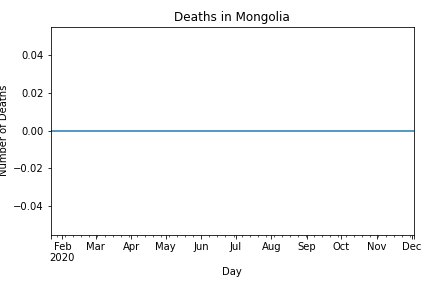 Deaths in Mongolia
Number of Deaths
0.04
0.02
0.00
−0.02
−0.04
Feb Mar Apr May Jun Jul Aug Sep Oct Nov Dec
2020
Day